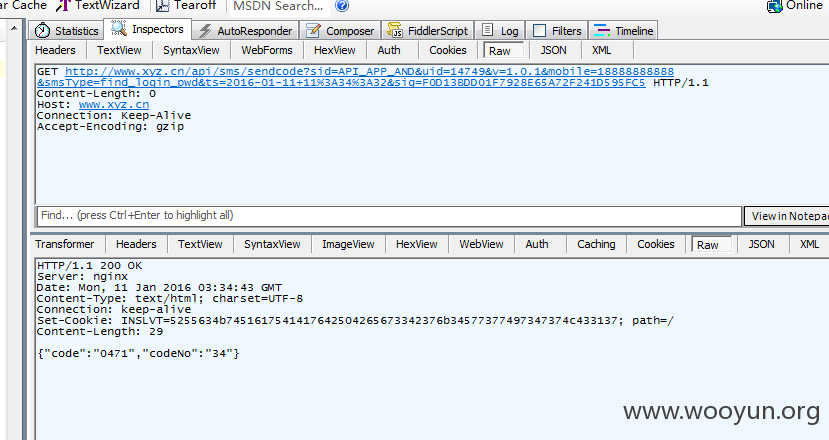 ar Cache TextWizard Tearoff MSDN Search... Online
Statistics Inspectors AutoResponder Composer FiddlerScript Log Filters Timeline
Headers TextView SyntaxView WebForms HexView Auth Cookies Raw JSON XML
GET http://www.xyz.cn/api/sms/sendcode?sid=API_APP_AND&uid=14749&v=1.0.1&mobile=18888888888
&smsType=find_login_pwd&ts=2016-01-11+11%3A34%3A32&sig=F0D13BDD01F7928E65A72F241D595FC5 HTTP/1.1
Content-Length: 0
Host: www.xyz.cn
Connection: Keep-Alive
Accept-Encoding: gzip
Find... (press Ctrl+Enter to highlight all) View in Notepa
Transformer Headers TextView SyntaxView ImageView HexView WebView Auth Caching Cookies Raw JSON XML
HTTP/1.1 200 OK
Server: nginx
Date: Mon, 11 Jan 2016 03:34:43 GMT
Content-Type: text/html; charset=UTF-8
Connection: keep-alive
Set-Cookie: INSLVT=5255634b745161754141764250426567334237 6b34577377497347374c433137; path=/
Content-Length: 29
{"code":"0471","codeNo":"34"}
www.wooyun.org